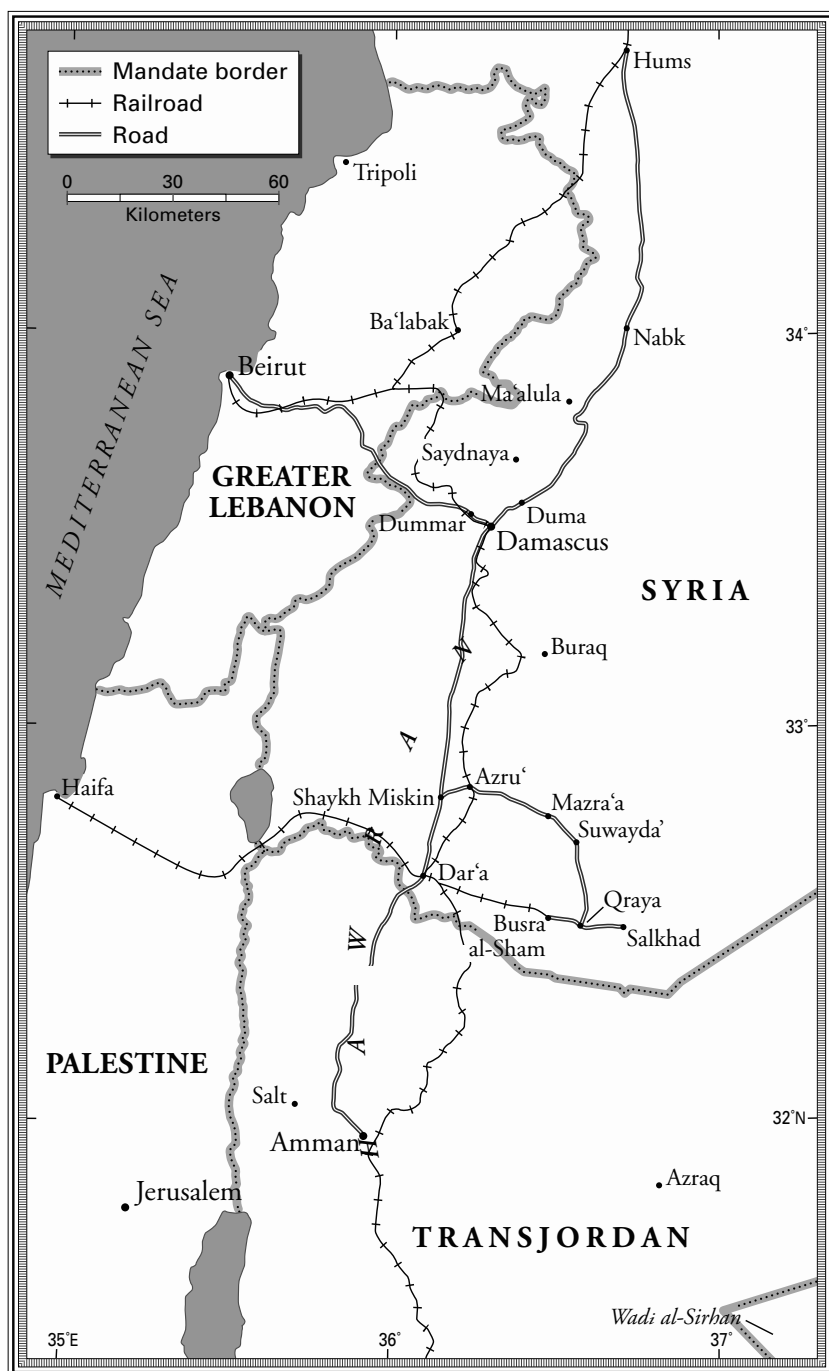 Mandate border
Railroad
Road
0 30 60
Kilometers
Hums
Tripoli
MEDITERRANEAN SEA
Ba‘labak
Nabk
34°
Beirut
Ma‘alula
Saydnaya
GREATER
LEBANON
Dummar
Duma
Damascus
SYRIA
Buraq
33°
Haifa
Shaykh Miskin
Azru‘
Mazra‘a
Suwayda’
Dar‘a
Qraya
Busra
al-Sham
Salkhad
HAWRAN
PALESTINE
Salt
Amman
32°N
Jerusalem
Azraq
TRANSJORDAN
Wadi al-Sirhan
35°E
36°
37°